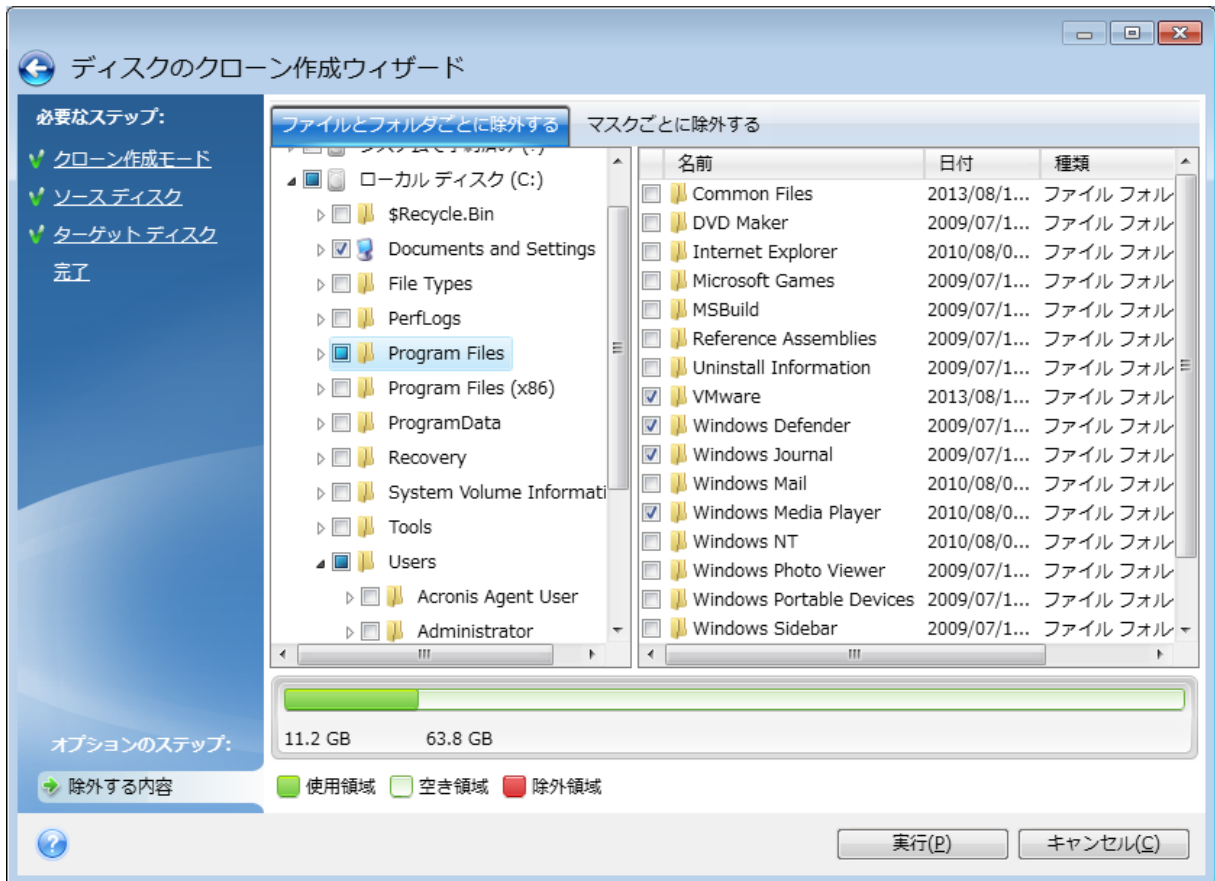 ディスクのクローン作成ウィザード
必要なステップ:
クローン作成モード
ソース ディスク
ターゲット ディスク
完了
オプションのステップ:
除外する内容
ファイルとフォルダごとに除外する
マスクごとに除外する
ローカル ディスク (C:)
$Recycle.Bin
Documents and Settings
File Types
PerfLogs
Program Files
Program Files (x86)
ProgramData
Recovery
System Volume Informati
Tools
Users
Acronis Agent User
Administrator
名前 日付 種類
Common Files 2013/08/1... ファイル フォル
DVD Maker 2009/07/1... ファイル フォル
Internet Explorer 2010/08/0... ファイル フォル
Microsoft Games 2009/07/1... ファイル フォル
MSBuild 2009/07/1... ファイル フォル
Reference Assemblies 2009/07/1... ファイル フォル
Uninstall Information 2009/07/1... ファイル フォル
VMware 2013/08/1... ファイル フォル
Windows Defender 2009/07/1... ファイル フォル
Windows Journal 2009/07/1... ファイル フォル
Windows Mail 2010/08/0... ファイル フォル
Windows Media Player 2010/08/0... ファイル フォル
Windows NT 2010/08/0... ファイル フォル
Windows Photo Viewer 2009/07/1... ファイル フォル
Windows Portable Devices 2009/07/1... ファイル フォル
Windows Sidebar 2009/07/1... ファイル フォル
11.2 GB 63.8 GB
使用領域 空き領域 除外領域
実行(P) キャンセル(C)